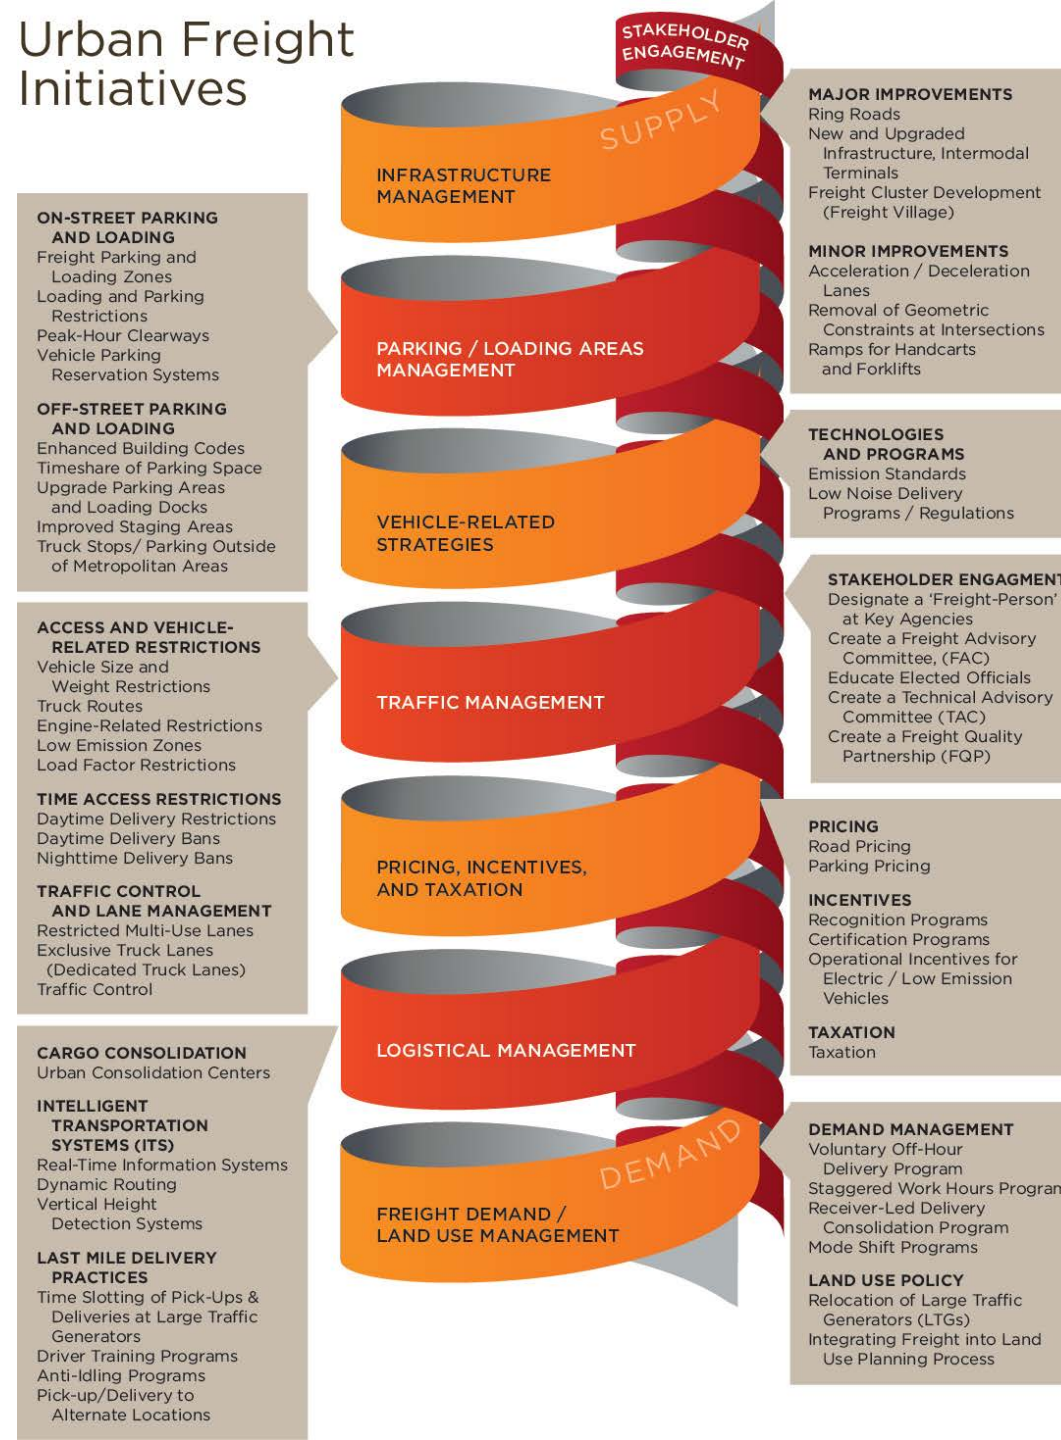 Urban Freight
Initiatives
STAKEHOLDER
ENGAGEMENT
SUPPLY
INFRASTRUCTURE
MANAGEMENT
PARKING / LOADING AREAS
MANAGEMENT
VEHICLE-RELATED
STRATEGIES
TRAFFIC MANAGEMENT
PRICING, INCENTIVES,
AND TAXATION
LOGISTICAL MANAGEMENT
DEMAND
FREIGHT DEMAND /
LAND USE MANAGEMENT
ON-STREET PARKING
AND LOADING
Freight Parking and
Loading Zones
Loading and Parking
Restrictions
Peak-Hour Clearways
Vehicle Parking
Reservation Systems
OFF-STREET PARKING
AND LOADING
Enhanced Building Codes
Timeshare of Parking Space
Upgrade Parking Areas
and Loading Docks
Improved Staging Areas
Truck Stops/ Parking Outside
of Metropolitan Areas
ACCESS AND VEHICLE-
RELATED RESTRICTIONS
Vehicle Size and
Weight Restrictions
Truck Routes
Engine-Related Restrictions
Low Emission Zones
Load Factor Restrictions
TIME ACCESS RESTRICTIONS
Daytime Delivery Restrictions
Daytime Delivery Bans
Nighttime Delivery Bans
TRAFFIC CONTROL
AND LANE MANAGEMENT
Restricted Multi-Use Lanes
Exclusive Truck Lanes
(Dedicated Truck Lanes)
Traffic Control
CARGO CONSOLIDATION
Urban Consolidation Centers
INTELLIGENT
TRANSPORTATION
SYSTEMS (ITS)
Real-Time Information Systems
Dynamic Routing
Vertical Height
Detection Systems
LAST MILE DELIVERY
PRACTICES
Time Slotting of Pick-Ups &
Deliveries at Large Traffic
Generators
Driver Training Programs
Anti-Idling Programs
Pick-up/Delivery to
Alternate Locations
MAJOR IMPROVEMENTS
Ring Roads
New and Upgraded
Infrastructure, Intermodal
Terminals
Freight Cluster Development
(Freight Village)
MINOR IMPROVEMENTS
Acceleration / Deceleration
Lanes
Removal of Geometric
Constraints at Intersections
Ramps for Handcarts
and Forklifts
TECHNOLOGIES
AND PROGRAMS
Emission Standards
Low Noise Delivery
Programs / Regulations
STAKEHOLDER ENGAGMENT
Designate a ‘Freight-Person’
at Key Agencies
Create a Freight Advisory
Committee, (FAC)
Educate Elected Officials
Create a Technical Advisory
Committee (TAC)
Create a Freight Quality
Partnership (FQP)
PRICING
Road Pricing
Parking Pricing
INCENTIVES
Recognition Programs
Certification Programs
Operational Incentives for
Electric / Low Emission
Vehicles
TAXATION
Taxation
DEMAND MANAGEMENT
Voluntary Off-Hour
Delivery Program
Staggered Work Hours Program
Receiver-Led Delivery
Consolidation Program
Mode Shift Programs
LAND USE POLICY
Relocation of Large Traffic
Generators (LTGs)
Integrating Freight into Land
Use Planning Process